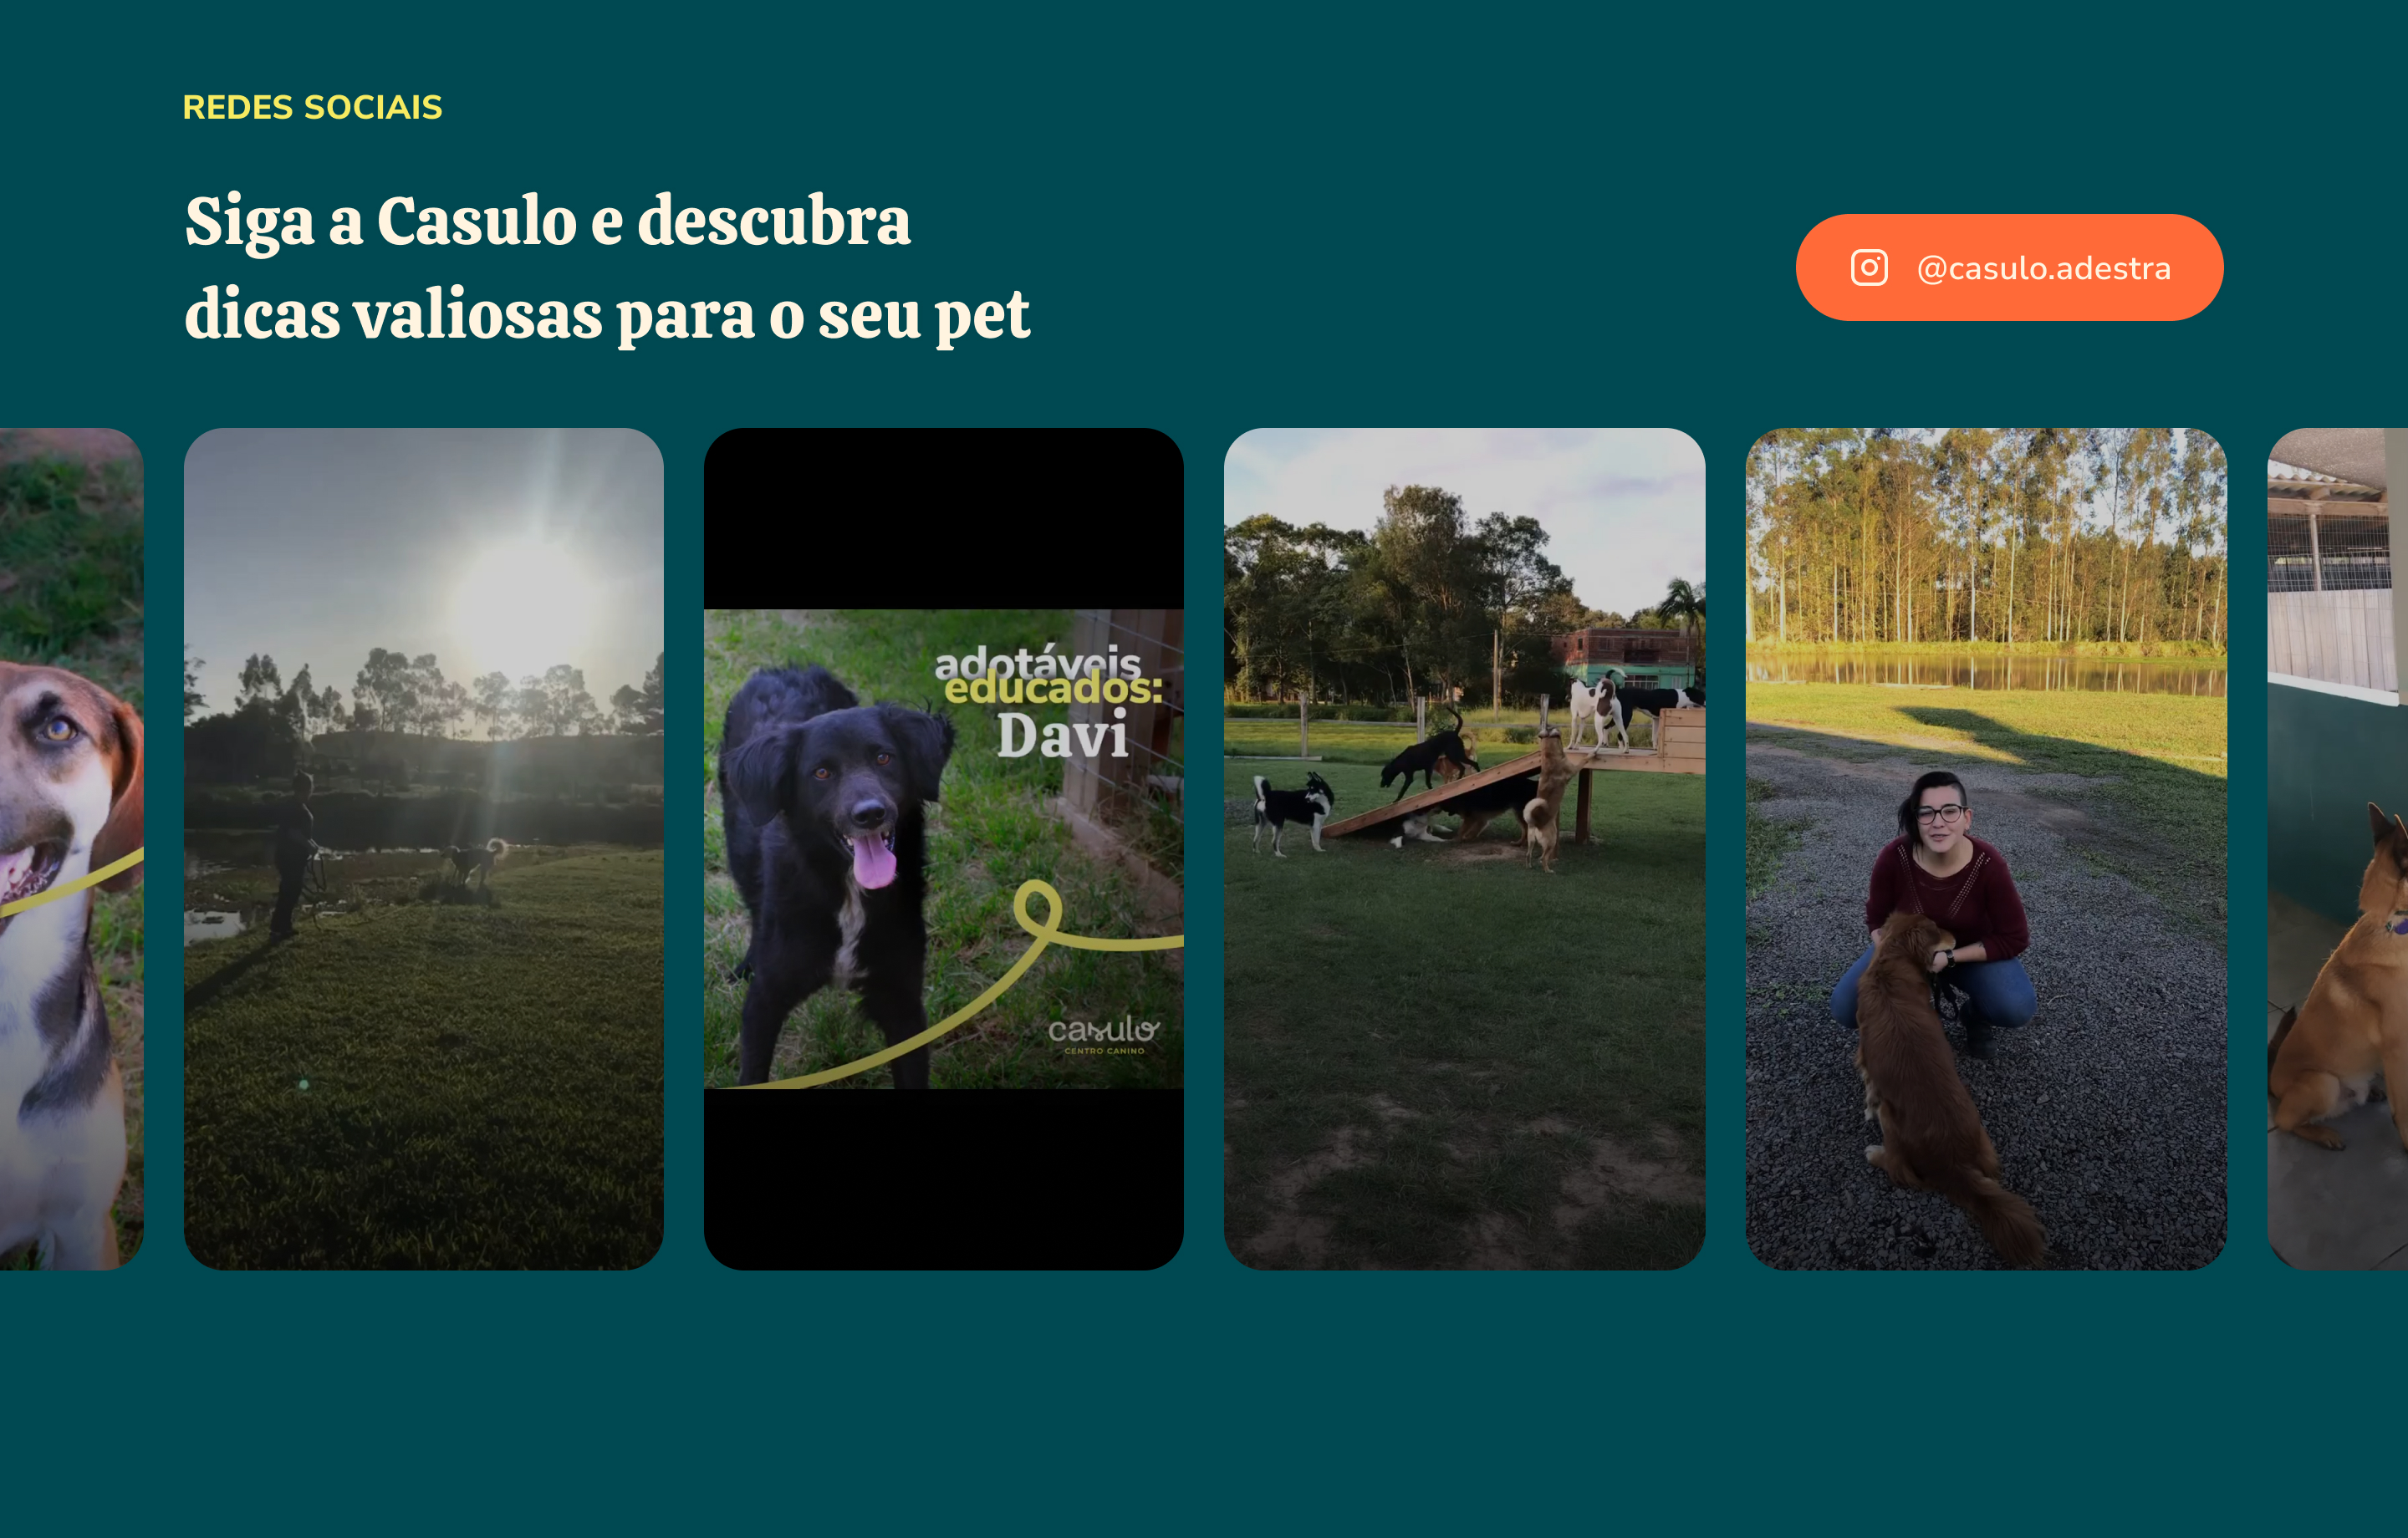 REDES SOCIAIS
Siga a Casulo e descubra
dicas valiosas para o seu pet
@casulo.adestra
adotáveis
educados:
Davi
casulo
CENTRO CANINO